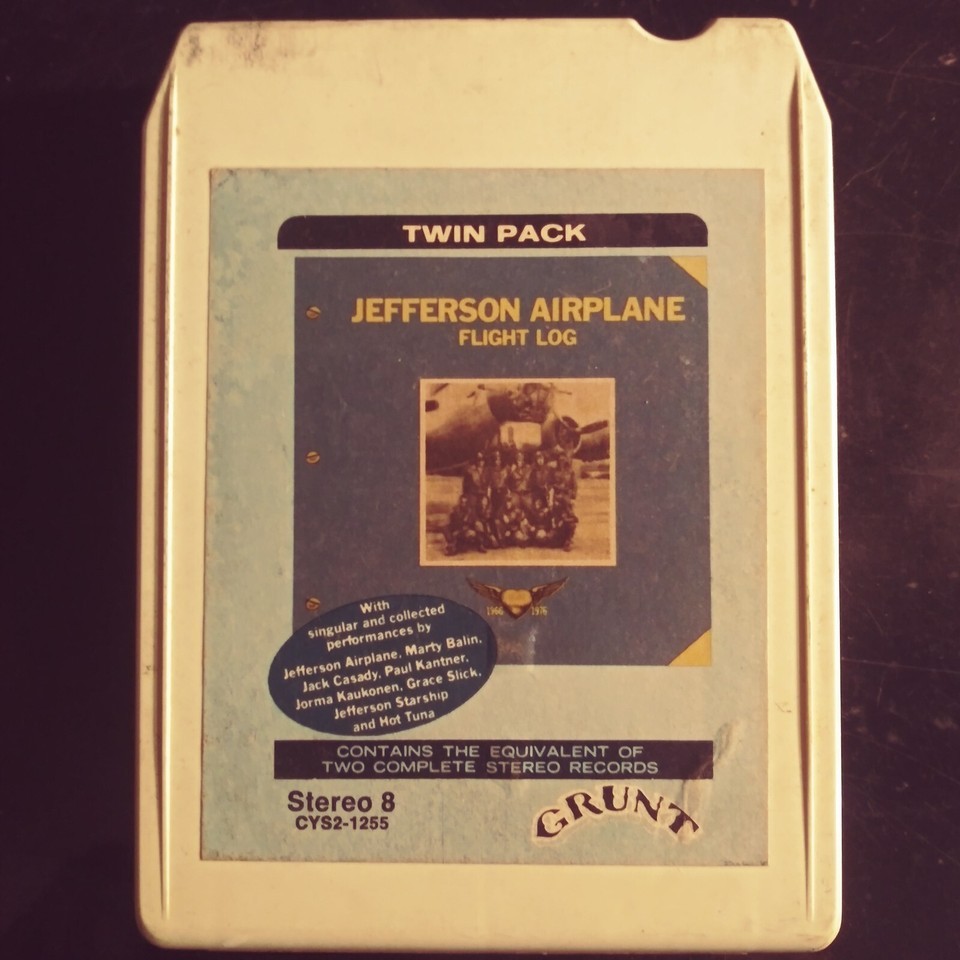 TWIN PACK
JEFFERSON AIRPLANE
FLIGHT LOG
1966 1976
With
singular and collected
performances by
Jefferson Airplane, Marty Balin,
Jack Casady, Paul Kantner,
Jorma Kaukonen, Grace Slick,
Jefferson Starship
and Hot Tuna
CONTAINS THE EQUIVALENT OF
TWO COMPLETE STEREO RECORDS
Stereo 8
CYS2-1255
GRUNT